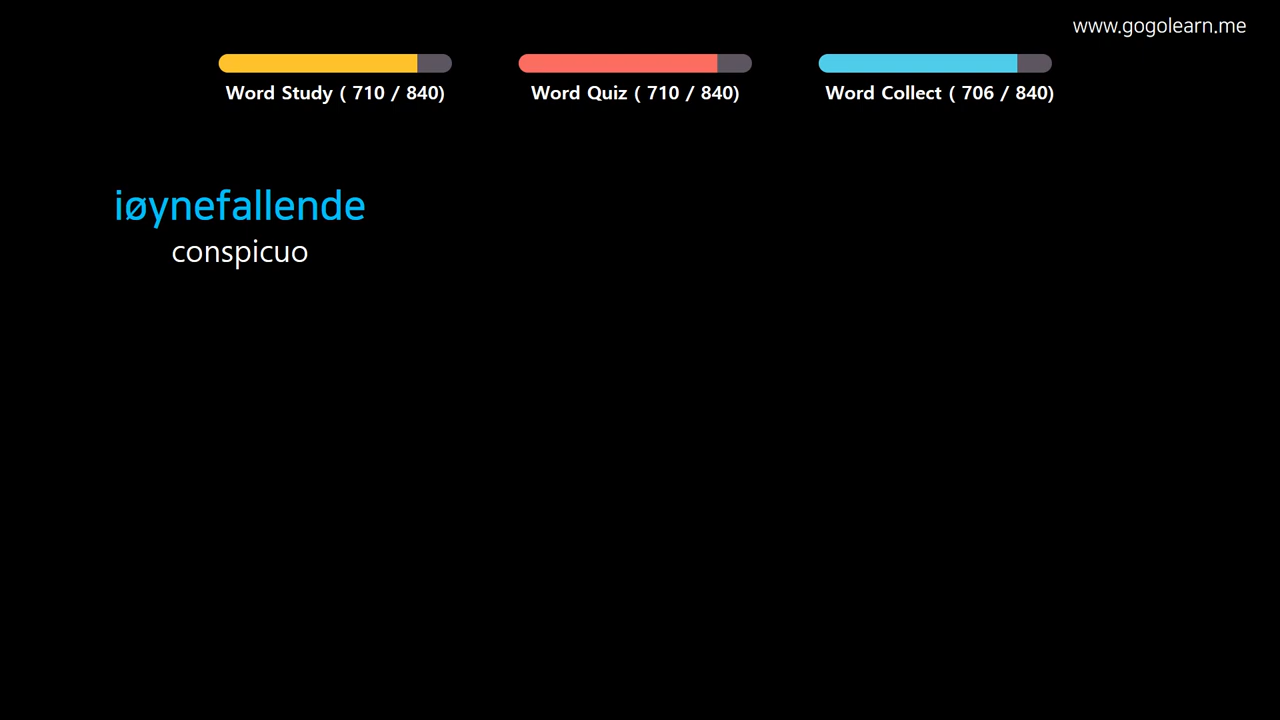 www.gogolearn.me
Word Study ( 710 / 840)
Word Quiz ( 710 / 840)
Word Collect ( 706 / 840)
iøynefallende
conspicuo